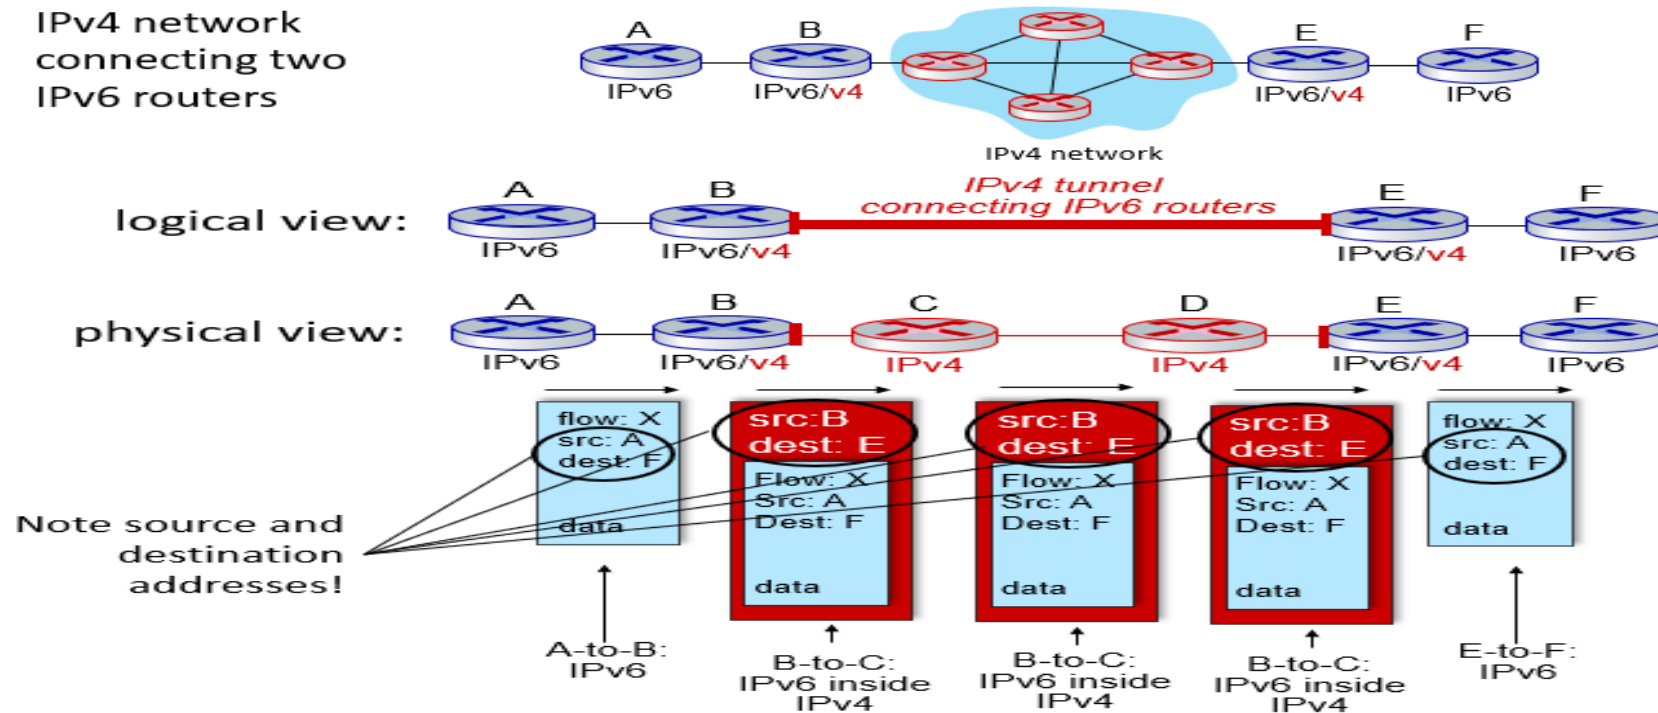 IPv4 network
connecting two
IPv6 routers
A
B
E
F
IPv6
IPv6/v4
IPv6/v4
IPv6
IPv4 network
logical view:
IPv4 tunnel
connecting IPv6 routers
A
B
E
F
IPv6
IPv6/v4
IPv6/v4
IPv6
physical view:
A
B
C
D
E
F
IPv6
IPv6/v4
IPv4
IPv4
IPv6/v4
IPv6
flow: X
src: A
dest: F
data
src:B
dest: E
Flow: X
Src: A
Dest: F
data
src:B
dest: E
Flow: X
Src: A
Dest: F
data
src:B
dest: E
Flow: X
Src: A
Dest: F
data
flow: X
src: A
dest: F
data
Note source and
destination
addresses!
A-to-B:
IPv6
B-to-C:
IPv6 inside
IPv4
B-to-C:
IPv6 inside
IPv4
B-to-C:
IPv6 inside
IPv4
E-to-F:
IPv6